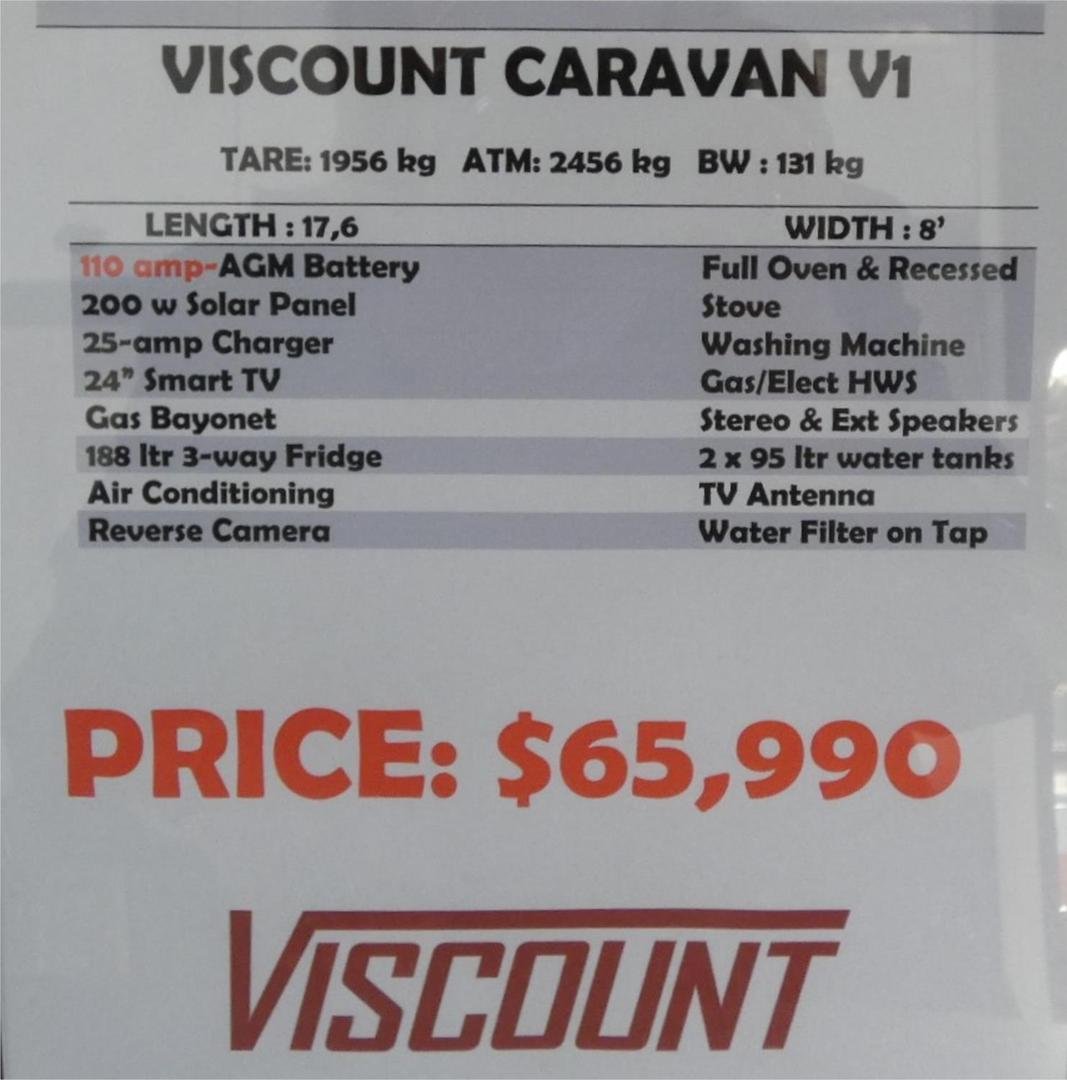 VISCOUNT CARAVAN V1
TARE: 1956 kg ATM: 2456 kg BW : 131 kg
LENGTH : 17,6 WIDTH : 8’
110 amp-AGM Battery Full Oven & Recessed
200 w Solar Panel Stove
25-amp Charger Washing Machine
24” Smart TV Gas/Elect HWS
Gas Bayonet Stereo & Ext Speakers
188 ltr 3-way Fridge 2 x 95 ltr water tanks
Air Conditioning TV Antenna
Reverse Camera Water Filter on Tap
PRICE: $65,990
VISCOUNT